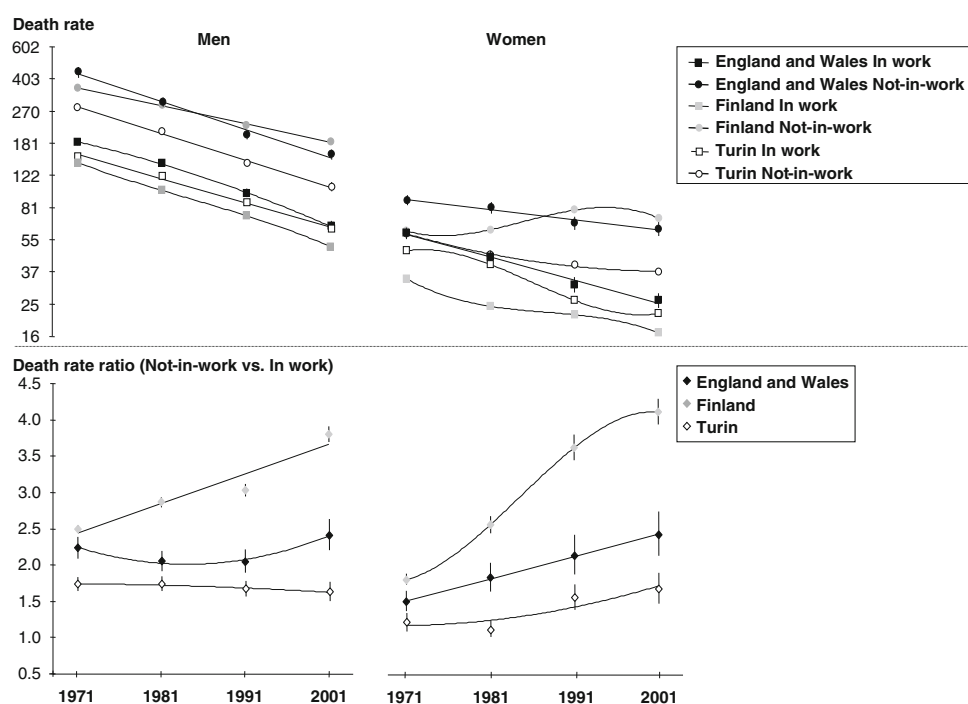 Death rate
Men
Women
602
403
270
181
122
81
55
37
25
16
England and Wales In work
England and Wales Not-in-work
Finland In work
Finland Not-in-work
Turin In work
Turin Not-in-work
Death rate ratio (Not-in-work vs. In work)
4.5
4.0
3.5
3.0
2.5
2.0
1.5
1.0
0.5
England and Wales
Finland
Turin
1971 1981 1991 2001
1971 1981 1991 2001